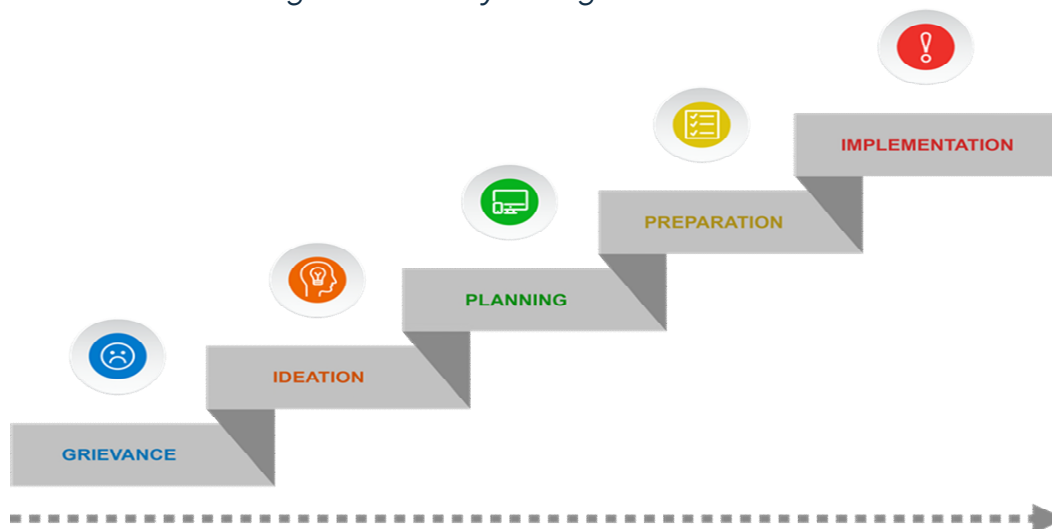 GRIEVANCE
IDEATION
PLANNING
PREPARATION
IMPLEMENTATION